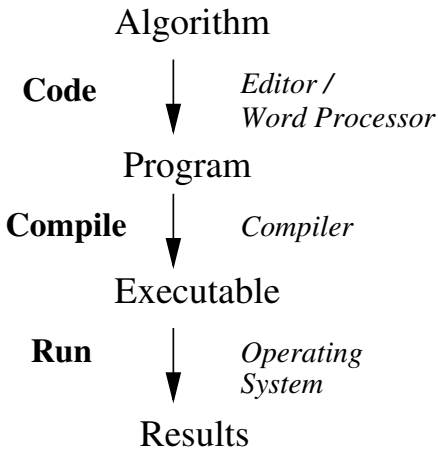 Algorithm
Code
Editor /
Word Processor
Program
Compile
Compiler
Executable
Run
Operating
System
Results